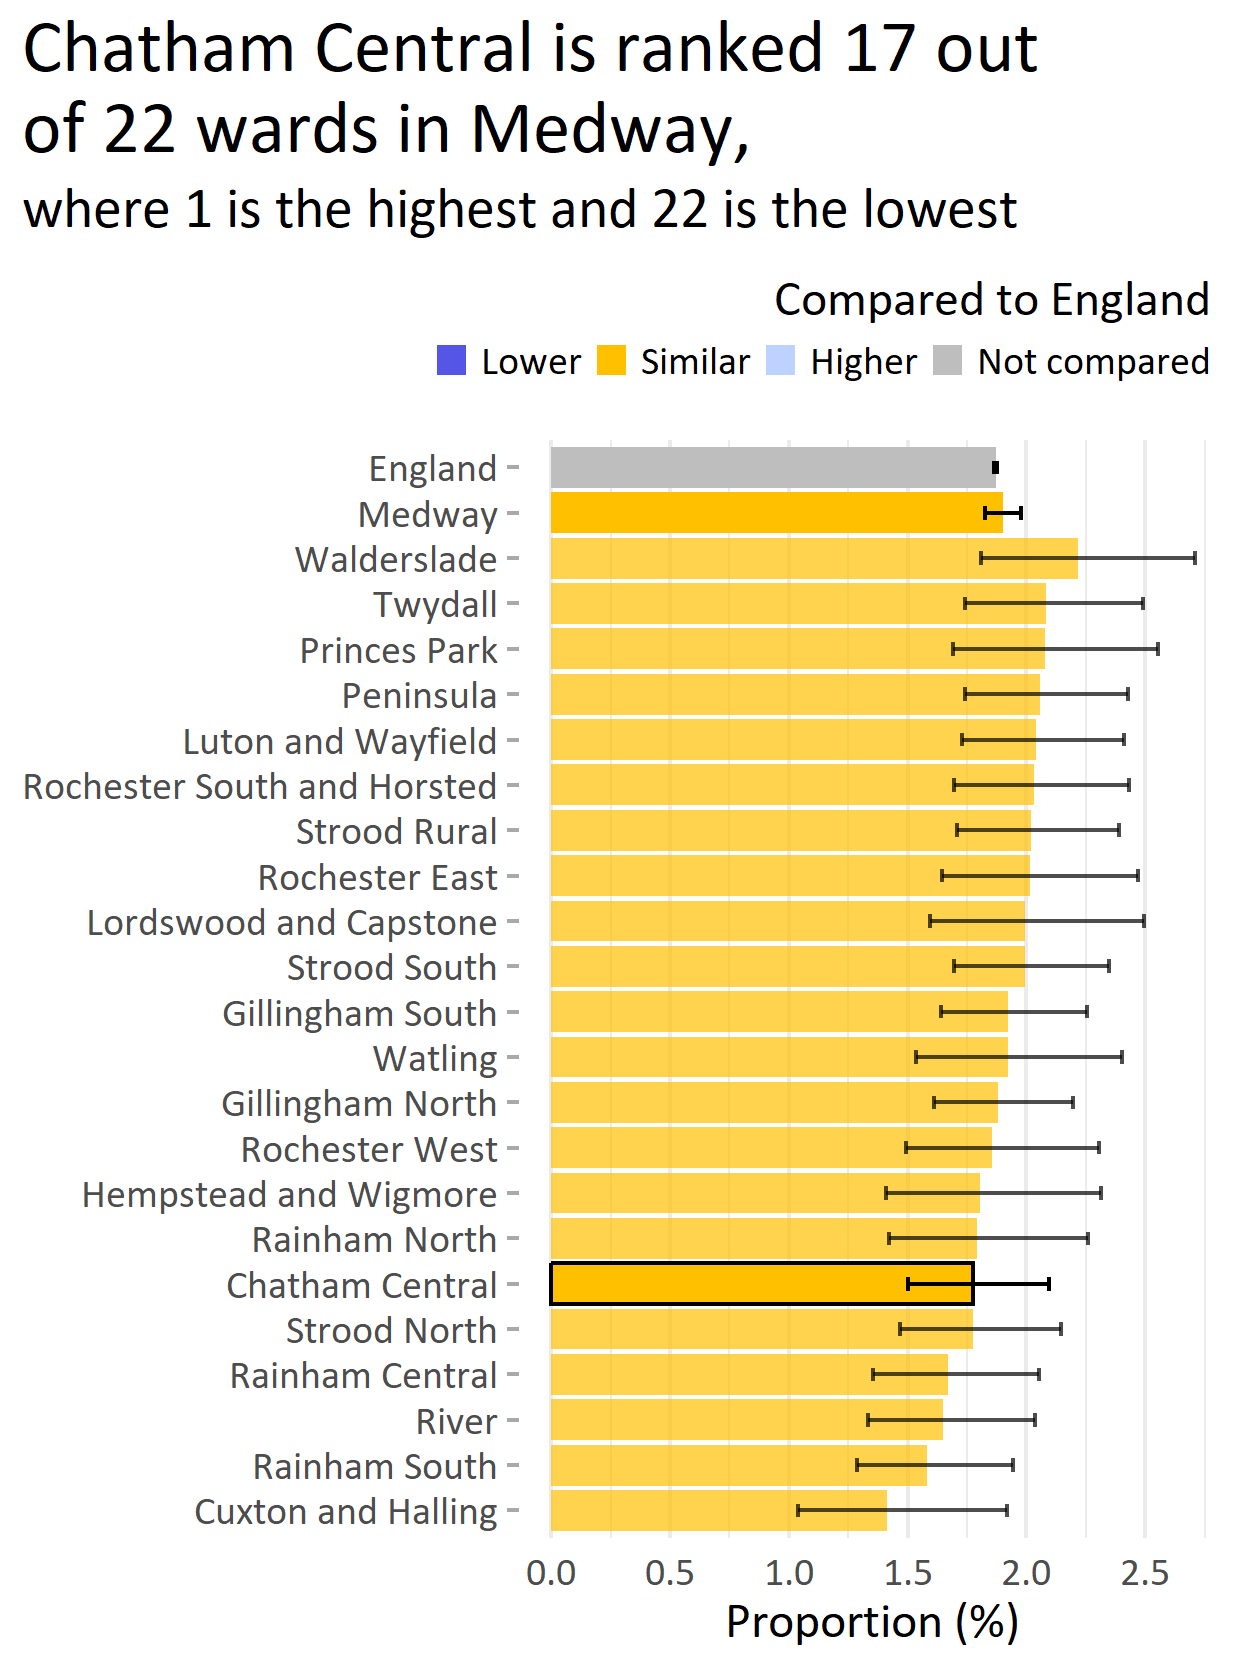 Chatham Central is ranked 17 out
of 22 wards in Medway,
where 1 is the highest and 22 is the lowest
Compared to England
Lower Similar Higher Not compared
England
Medway
Walderslade
Twydall
Princes Park
Peninsula
Luton and Wayfield
Rochester South and Horsted
Strood Rural
Rochester East
Lordswood and Capstone
Strood South
Gillingham South
Watling
Gillingham North
Rochester West
Hempstead and Wigmore
Rainham North
Chatham Central
Strood North
Rainham Central
River
Rainham South
Cuxton and Halling
0.0 0.5 1.0 1.5 2.0 2.5
Proportion (%)